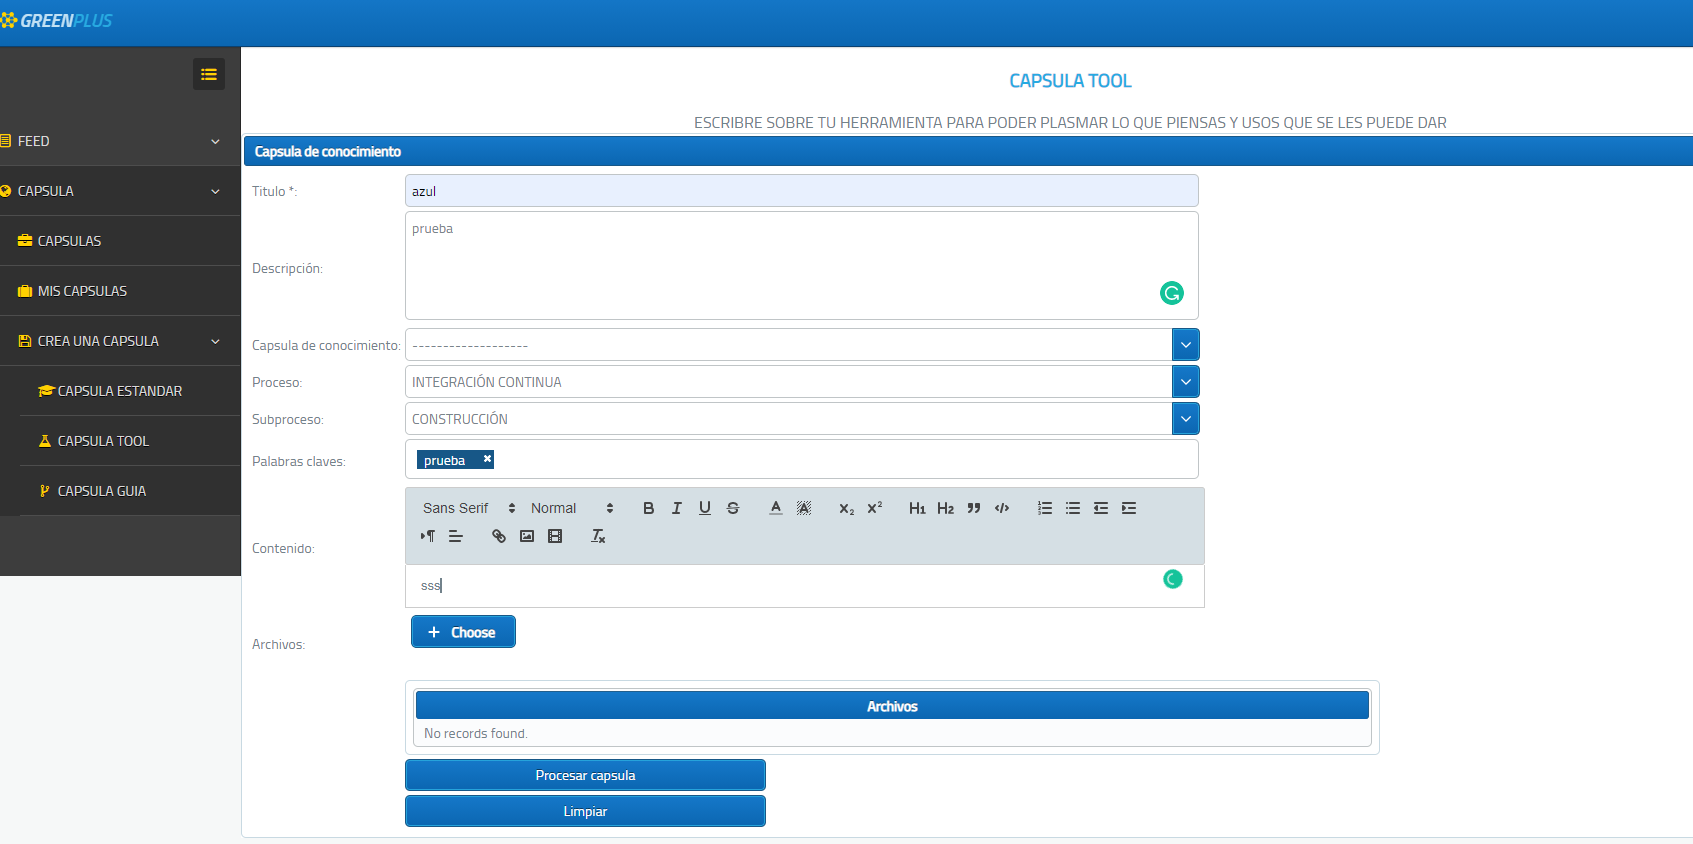 GREENPLUS
FEED
CAPSULA
CAPSULAS
MIS CAPSULAS
CREA UNA CAPSULA
CAPSULA ESTANDAR
CAPSULA TOOL
CAPSULA GUIA
CAPSULA TOOL
ESCRIBRE SOBRE TU HERRAMIENTA PARA PODER PLASMAR LO QUE PIENSAS Y USOS QUE SE LES PUEDE DAR
Capsula de conocimiento
Titulo *: azul
Descripción: prueba
Capsula de conocimiento: -------------------
Proceso: INTEGRACIÓN CONTINUA
Subproceso: CONSTRUCCIÓN
Palabras claves: prueba
Sans Serif Normal B I U S A A X2 X2 H1 H2
Contenido:
sss
Archivos: Choose
Archivos
No records found.
Procesar capsula
Limpiar